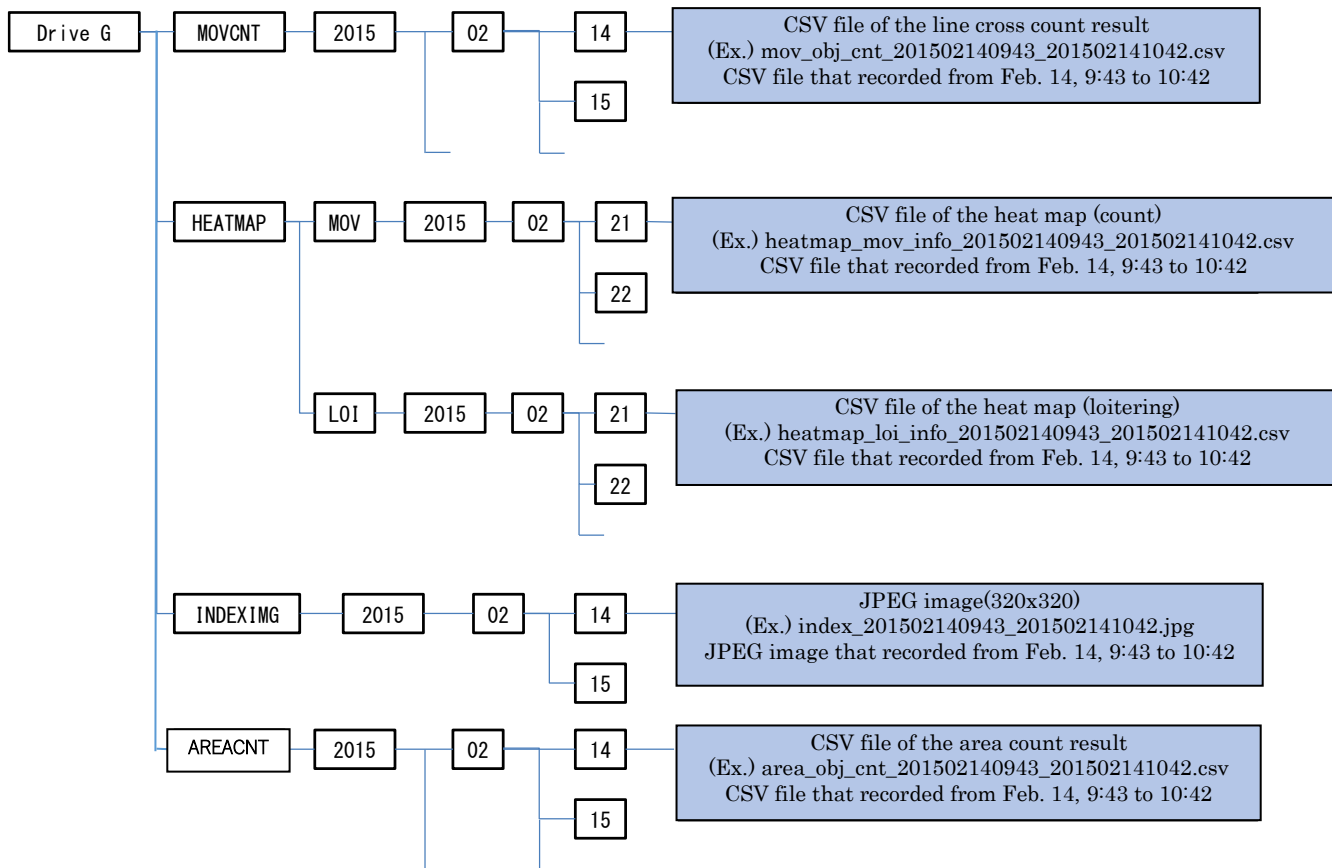 Drive G
MOVCNT
2015
02
14
CSV file of the line cross count result
(Ex.) mov_obj_cnt_201502140943_201502141042.csv
CSV file that recorded from Feb. 14, 9:43 to 10:42
15
HEATMAP
MOV
2015
02
21
CSV file of the heat map (count)
(Ex.) heatmap_mov_info_201502140943_201502141042.csv
CSV file that recorded from Feb. 14, 9:43 to 10:42
22
LOI
2015
02
21
CSV file of the heat map (loitering)
(Ex.) heatmap_loi_info_201502140943_201502141042.csv
CSV file that recorded from Feb. 14, 9:43 to 10:42
22
INDEXIMG
2015
02
14
JPEG image(320x320)
(Ex.) index_201502140943_201502141042.jpg
JPEG image that recorded from Feb. 14, 9:43 to 10:42
15
AREACNT
2015
02
14
CSV file of the area count result
(Ex.) area_obj_cnt_201502140943_201502141042.csv
CSV file that recorded from Feb. 14, 9:43 to 10:42
15